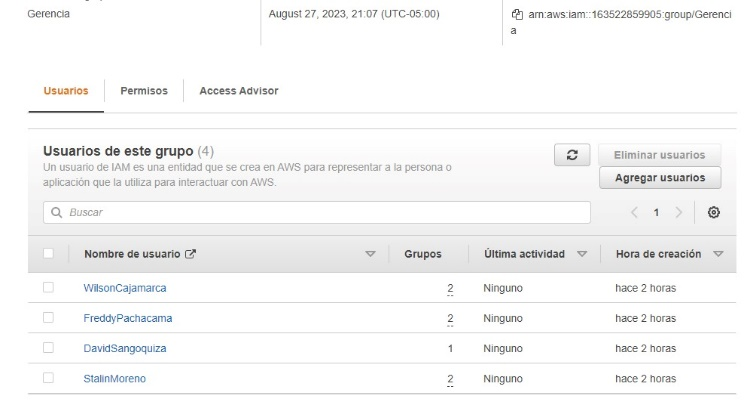 Gerencia
August 27, 2023, 21:07 (UTC-05:00)
arn:aws:iam::163522859905:group/Gerenci
a
Usuarios
Permisos
Access Advisor
Usuarios de este grupo (4)
Un usuario de IAM es una entidad que se crea en AWS para representar a la persona o
aplicación que la utiliza para interactuar con AWS.
Eliminar usuarios
Agregar usuarios
Buscar
1
Nombre de usuario
Grupos
Última actividad
Hora de creación
WilsonCajamarca 2 Ninguno hace 2 horas
FreddyPachacama 2 Ninguno hace 2 horas
DavidSangoquiza 1 Ninguno hace 2 horas
StalinMoreno 2 Ninguno hace 2 horas